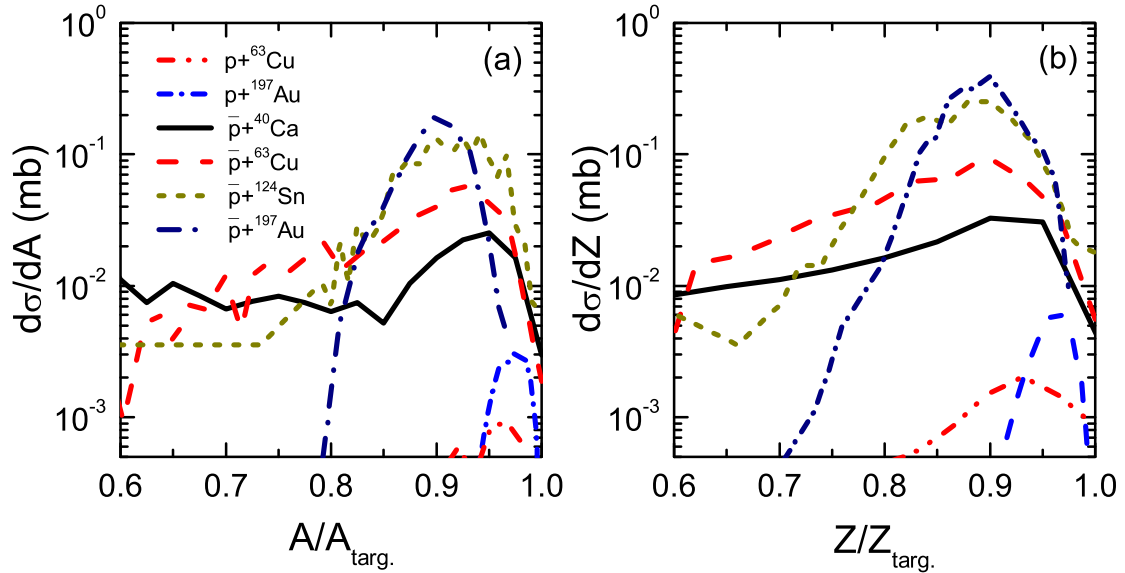 (a)
p+⁶³Cu
p+¹⁹⁷Au
p̄+⁴⁰Ca
p̄+⁶³Cu
p̄+¹²⁴Sn
p̄+¹⁹⁷Au
10⁰
10⁻¹
10⁻²
10⁻³
dσ/dA (mb)
0.6 0.7 0.8 0.9 1.0
A/A_targ.
(b)
10⁰
10⁻¹
10⁻²
10⁻³
dσ/dZ (mb)
0.6 0.7 0.8 0.9 1.0
Z/Z_targ.